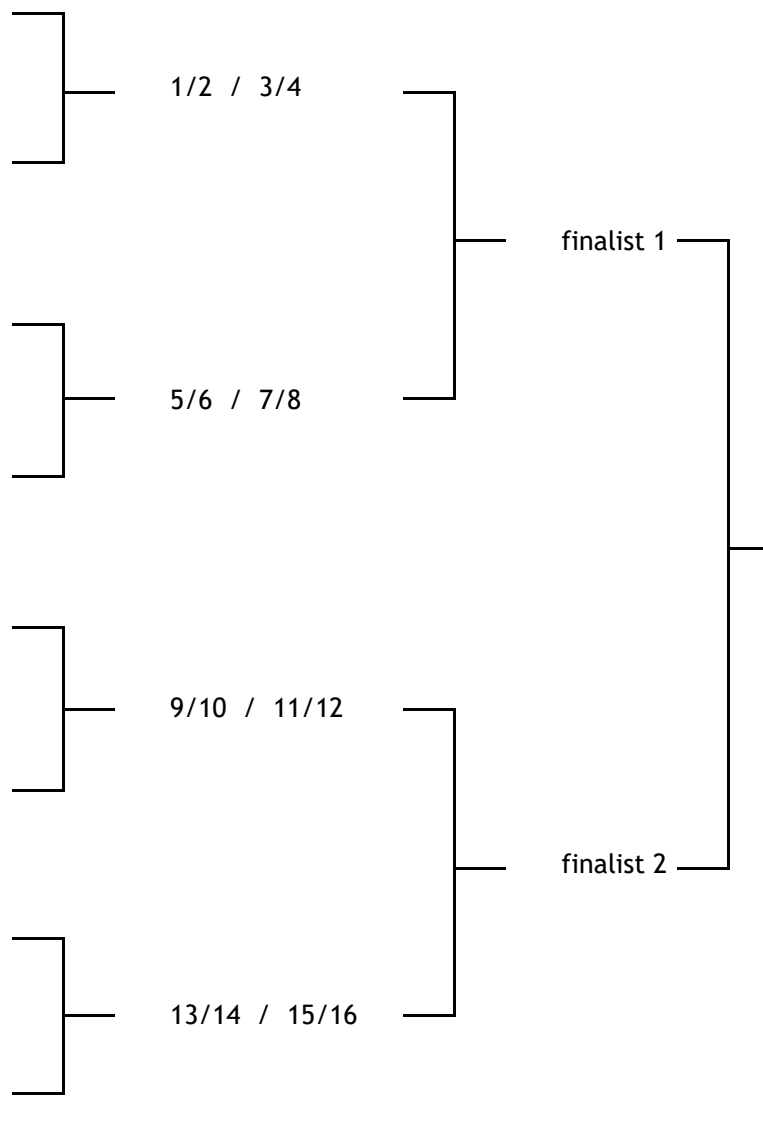 1/2 / 3/4
finalist 1
5/6 / 7/8
9/10 / 11/12
finalist 2
13/14 / 15/16